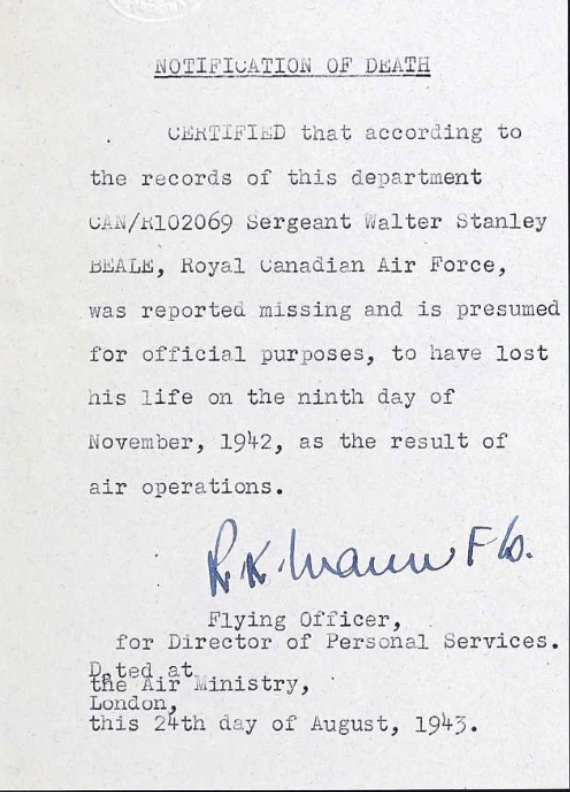 NOTIFICATION OF DEATH
CERTIFIED that according to
the records of this department
CAN/R102069 Sergeant Walter Stanley
BEALE, Royal Canadian Air Force,
was reported missing and is presumed
for official purposes, to have lost
his life on the ninth day of
November, 1942, as the result of
air operations.
R.K. Mann F/O.
Flying Officer,
for Director of Personal Services.
Dated at
the Air Ministry,
London,
this 24th day of August, 1943.